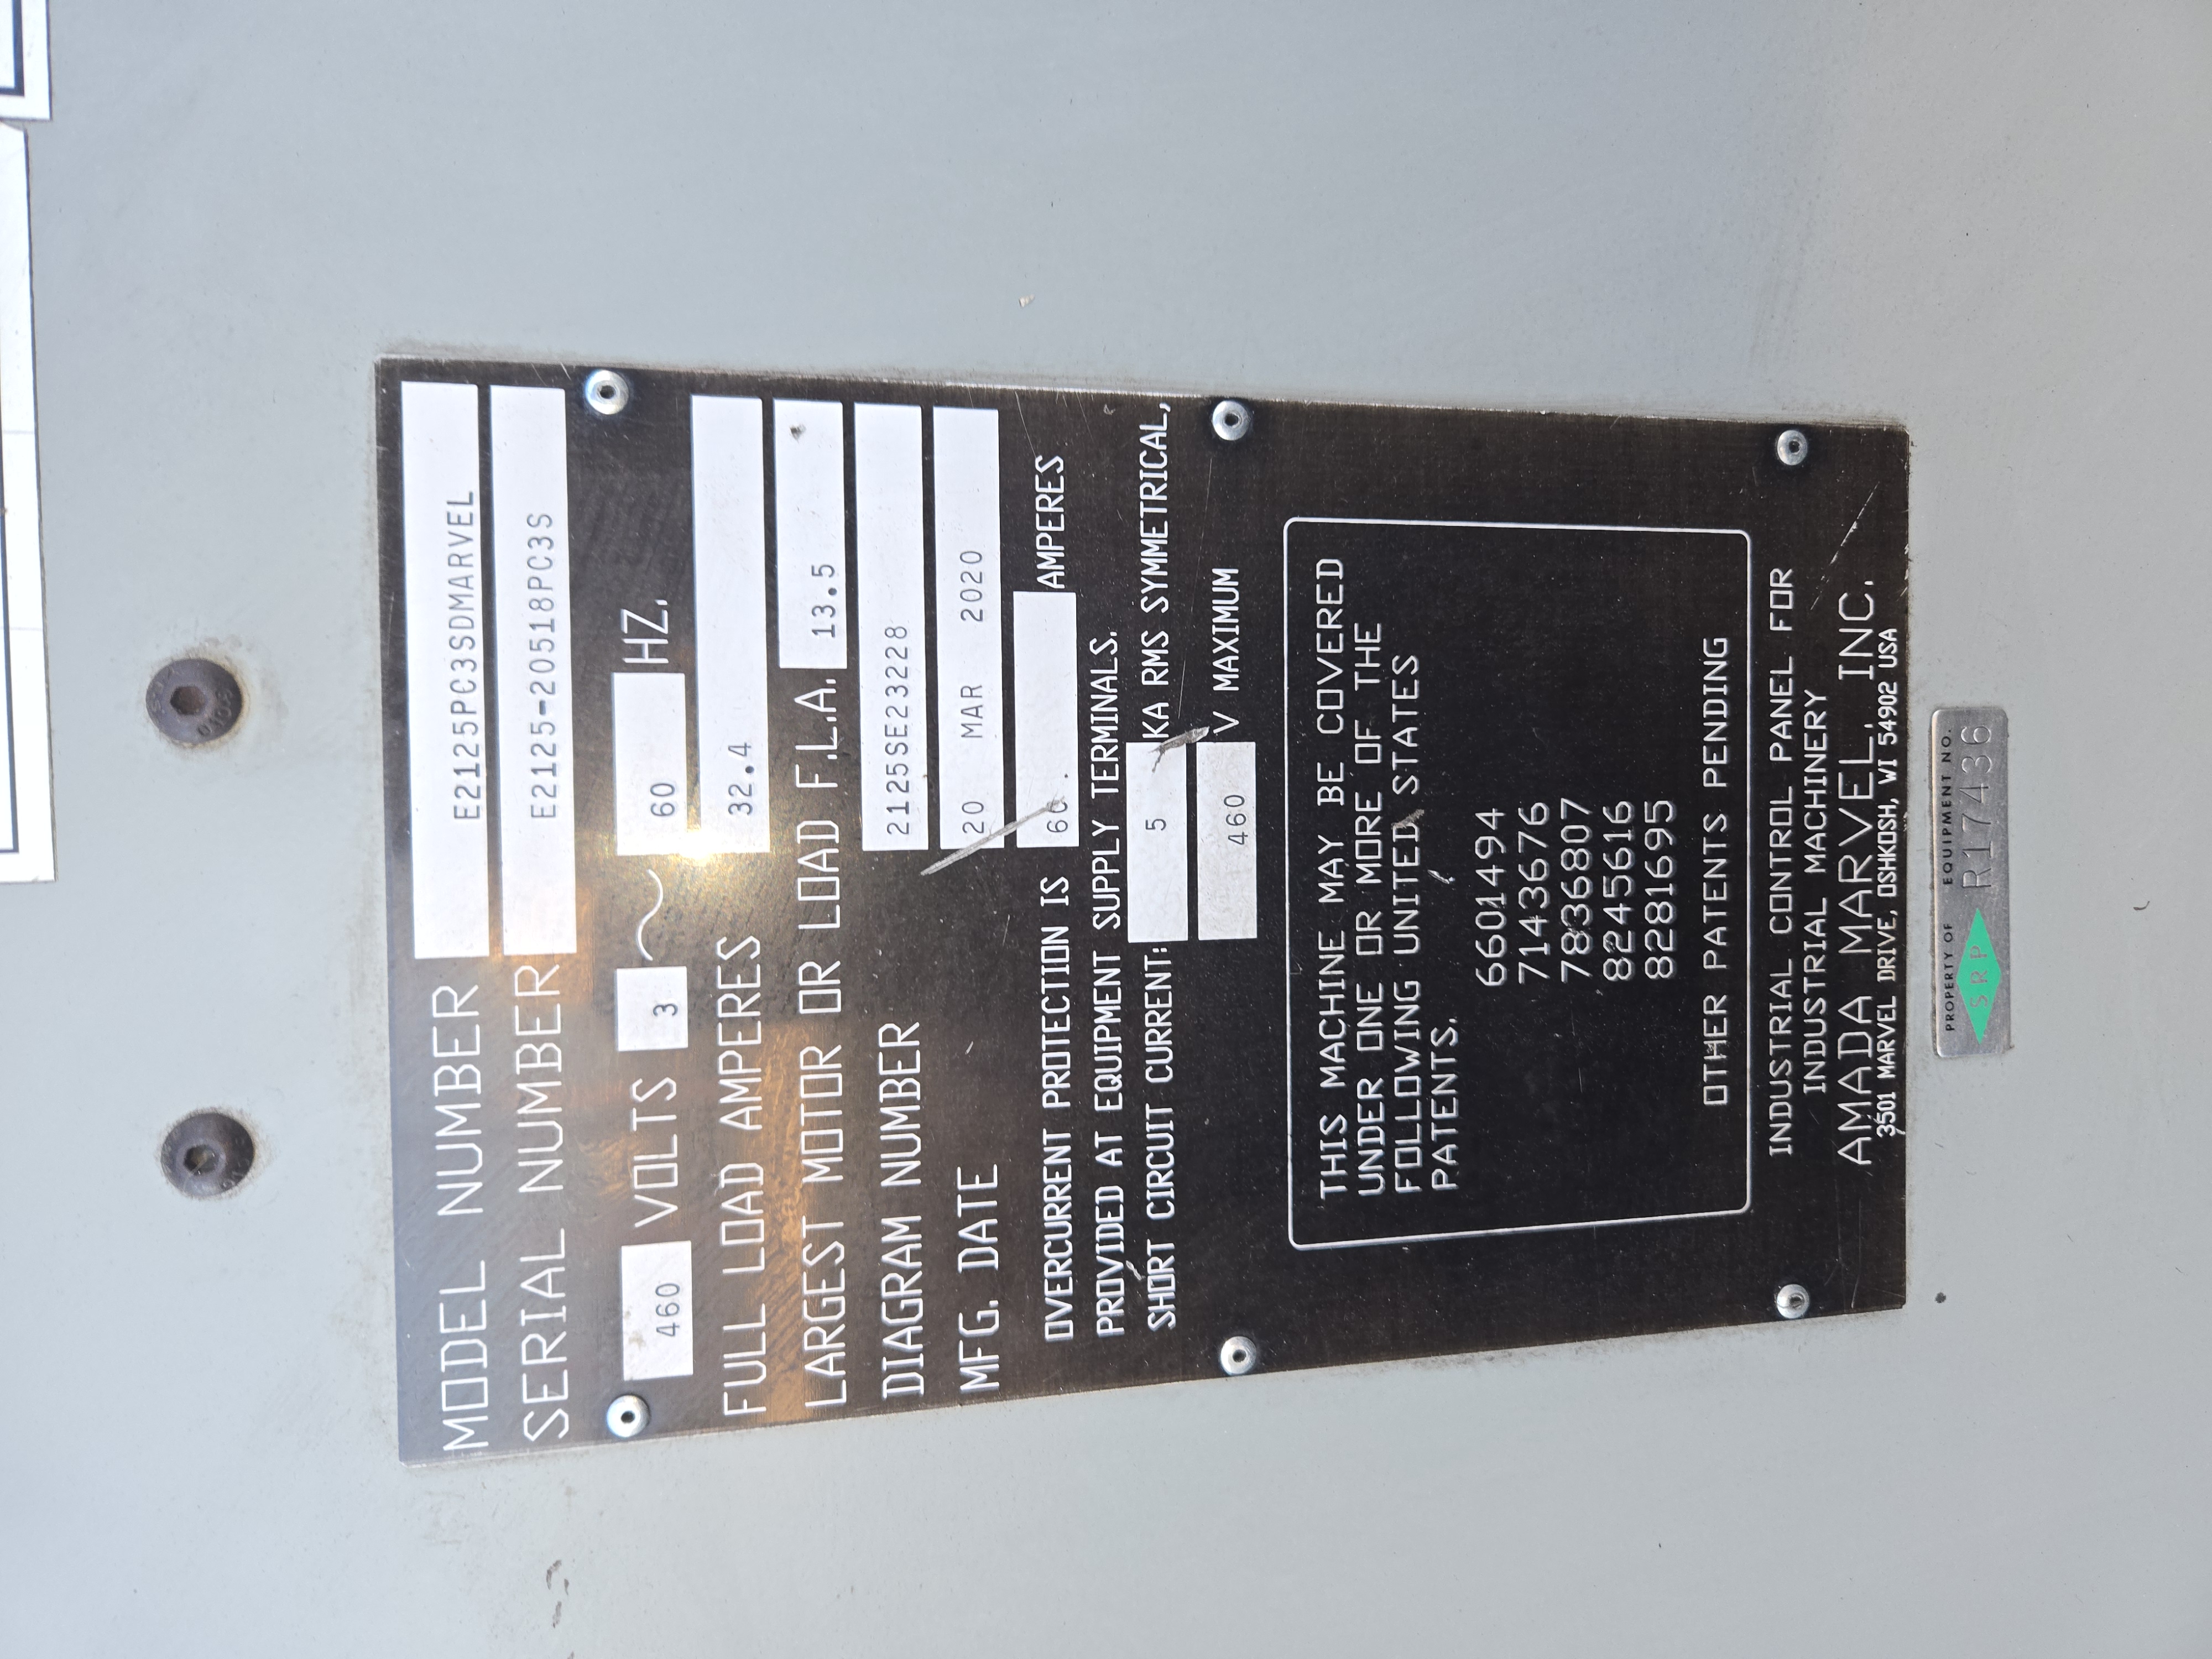 MODEL NUMBER E2125PC3SDMARVEL
SERIAL NUMBER E2125-20518PC3S
460 VOLTS 3 ~ 60 HZ.
FULL LOAD AMPERES 32.4
LARGEST MOTOR OR LOAD F.L.A. 13.5
DIAGRAM NUMBER 2125SE23228
MFG. DATE 20 MAR 2020
OVERCURRENT PROTECTION IS AMPERES
PROVIDED AT EQUIPMENT SUPPLY TERMINALS.
SHORT CIRCUIT CURRENT: 5 KA RMS SYMMETRICAL,
460 V MAXIMUM
THIS MACHINE MAY BE COVERED
UNDER ONE OR MORE OF THE
FOLLOWING UNITED STATES
PATENTS.
6601494
7143676
7836807
8245616
8281695
OTHER PATENTS PENDING
INDUSTRIAL CONTROL PANEL FOR
INDUSTRIAL MACHINERY
AMADA MARVEL, INC.
3501 MARVEL DRIVE, OSHKOSH, WI 54902 USA
PROPERTY OF EQUIPMENT NO.
SRP R17436